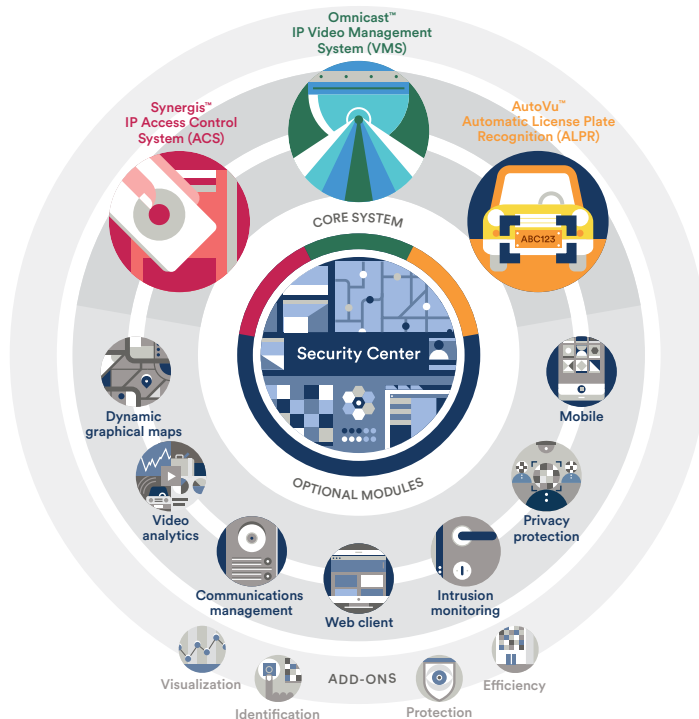 Omnicast™
IP Video Management
System (VMS)
Synergis™
IP Access Control
System (ACS)
AutoVu™
Automatic License Plate
Recognition (ALPR)
ABC123
CORE SYSTEM
Security Center
OPTIONAL MODULES
Dynamic
graphical maps
Mobile
Video
analytics
Privacy
protection
Communications
management
Intrusion
monitoring
Web client
ADD-ONS
Visualization
Identification
Protection
Efficiency